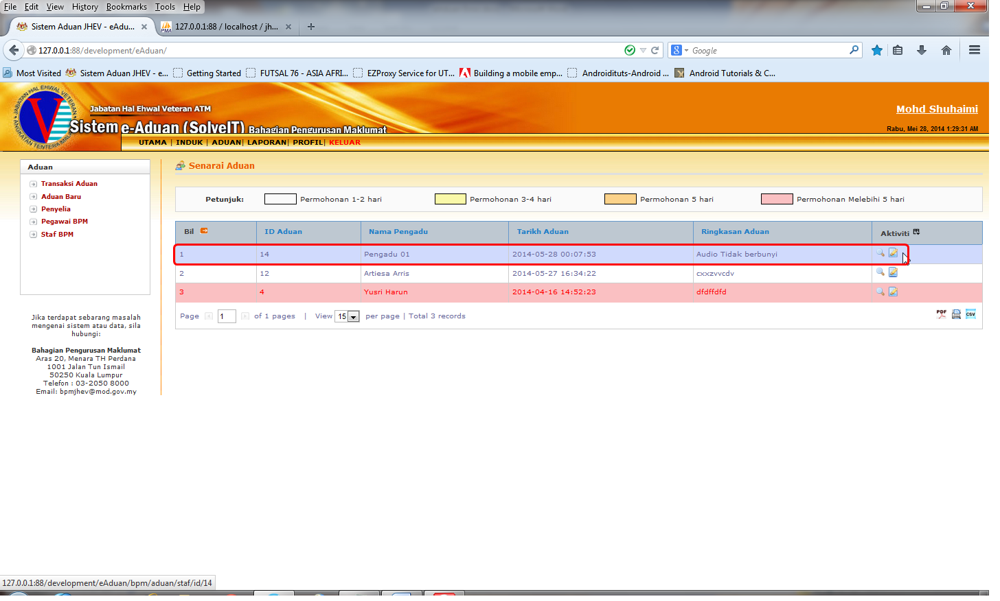 File Edit View History Bookmarks Tools Help
Sistem Aduan JHEV - eAdu... 127.0.0.1:88 / localhost / jh...
127.0.0.1:88/development/eAduan/ Google
Most Visited Sistem Aduan JHEV - e... Getting Started FUTSAL 76 - ASIA AFRI... EZProxy Service for UT... Building a mobile emp... Androidituts-Android ... Android Tutorials & C...
Jabatan Hal Ehwal Veteran ATM
Sistem e-Aduan (SolveIT) Bahagian Pengurusan Maklumat
JABATAN HAL EHWAL VETERAN
ANGKATAN TENTERA
V
Mohd Shuhaimi
Rabu, Mei 28, 2014 1:29:31 AM
UTAMA | INDUK | ADUAN| LAPORAN| PROFIL| KELUAR
Aduan
Transaksi Aduan
Aduan Baru
Penyelia
Pegawai BPM
Staf BPM
Jika terdapat sebarang masalah
mengenai sistem atau data, sila
hubungi:
Bahagian Pengurusan Maklumat
Aras 20, Menara TH Perdana
1001 Jalan Tun Ismail
50250 Kuala Lumpur
Telefon : 03-2050 8000
Email: bpmjhev@mod.gov.my
Senarai Aduan
Petunjuk: Permohonan 1-2 hari Permohonan 3-4 hari Permohonan 5 hari Permohonan Melebihi 5 hari
Bil ID Aduan Nama Pengadu Tarikh Aduan Ringkasan Aduan Aktiviti
1 14 Pengadu 01 2014-05-28 00:07:53 Audio Tidak berbunyi
2 12 Artiesa Arris 2014-05-27 16:34:22 cxxzvvcdv
3 4 Yusri Harun 2014-04-16 14:52:23 dfdffdfd
Page 1 of 1 pages | View 15 per page | Total 3 records PDF CSV
127.0.0.1:88/development/eAduan/bpm/aduan/staf/id/14